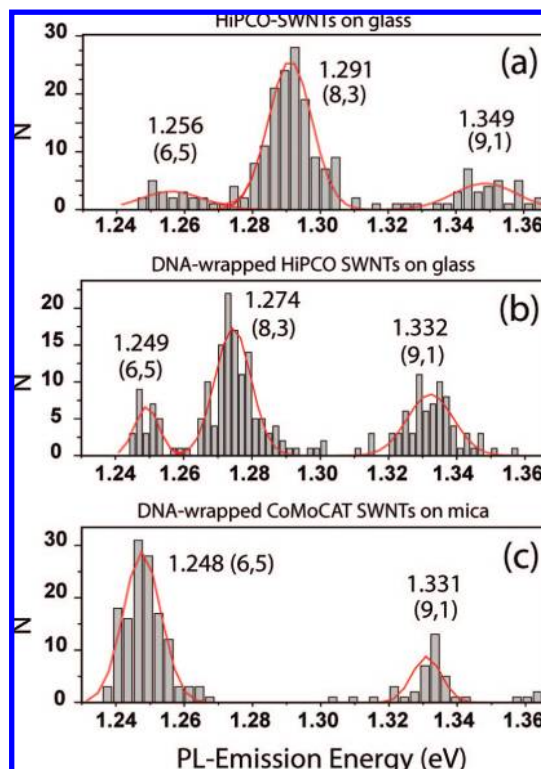 HiPCO-SWNTs on glass
(a)
30
1.291
(8,3)
20
1.256
(6,5)
1.349
(9,1)
N
10
0
1.24 1.26 1.28 1.30 1.32 1.34 1.36
DNA-wrapped HiPCO SWNTs on glass
(b)
20
1.274
(8,3)
1.249
(6,5)
1.332
(9,1)
15
N
10
5
0
1.24 1.26 1.28 1.30 1.32 1.34 1.36
DNA-wrapped CoMoCAT SWNTs on mica
(c)
30
1.248 (6,5)
1.331
(9,1)
20
N
10
0
1.24 1.26 1.28 1.30 1.32 1.34 1.36
PL-Emission Energy (eV)